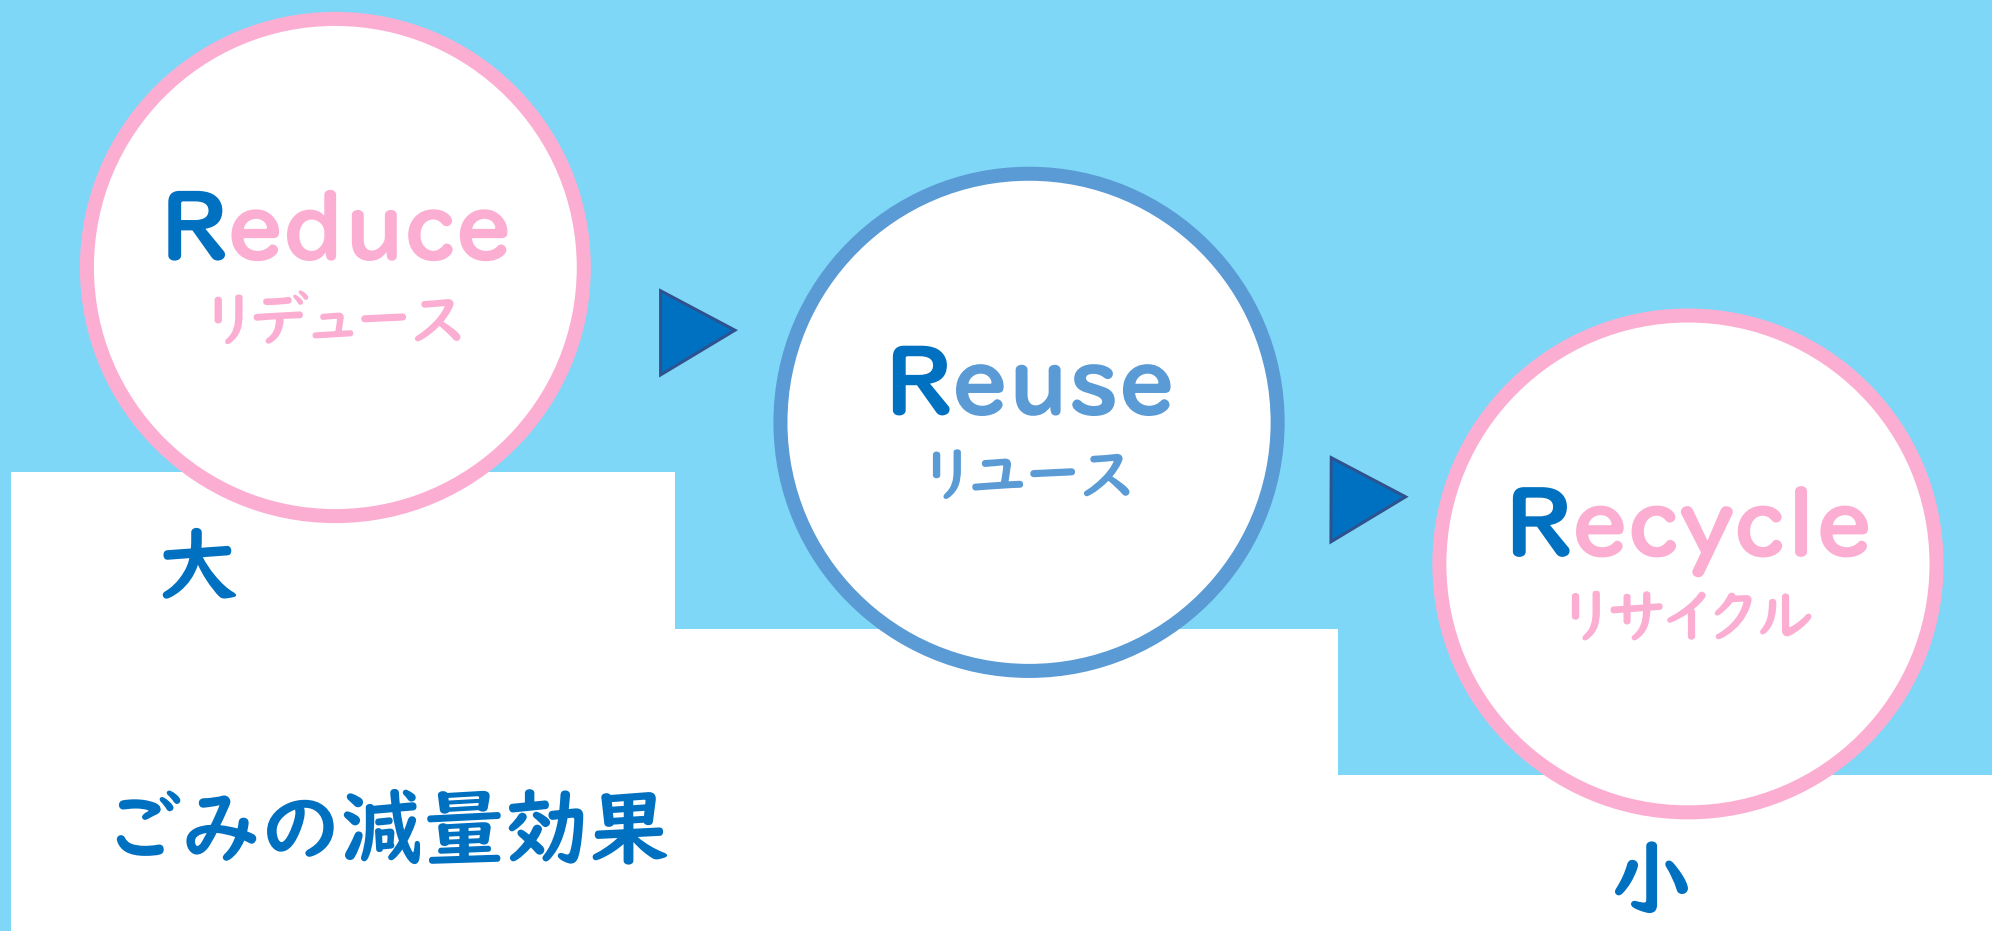 Reduce
リデュース
Reuse
リユース
Recycle
リサイクル
大
ごみの減量効果
小